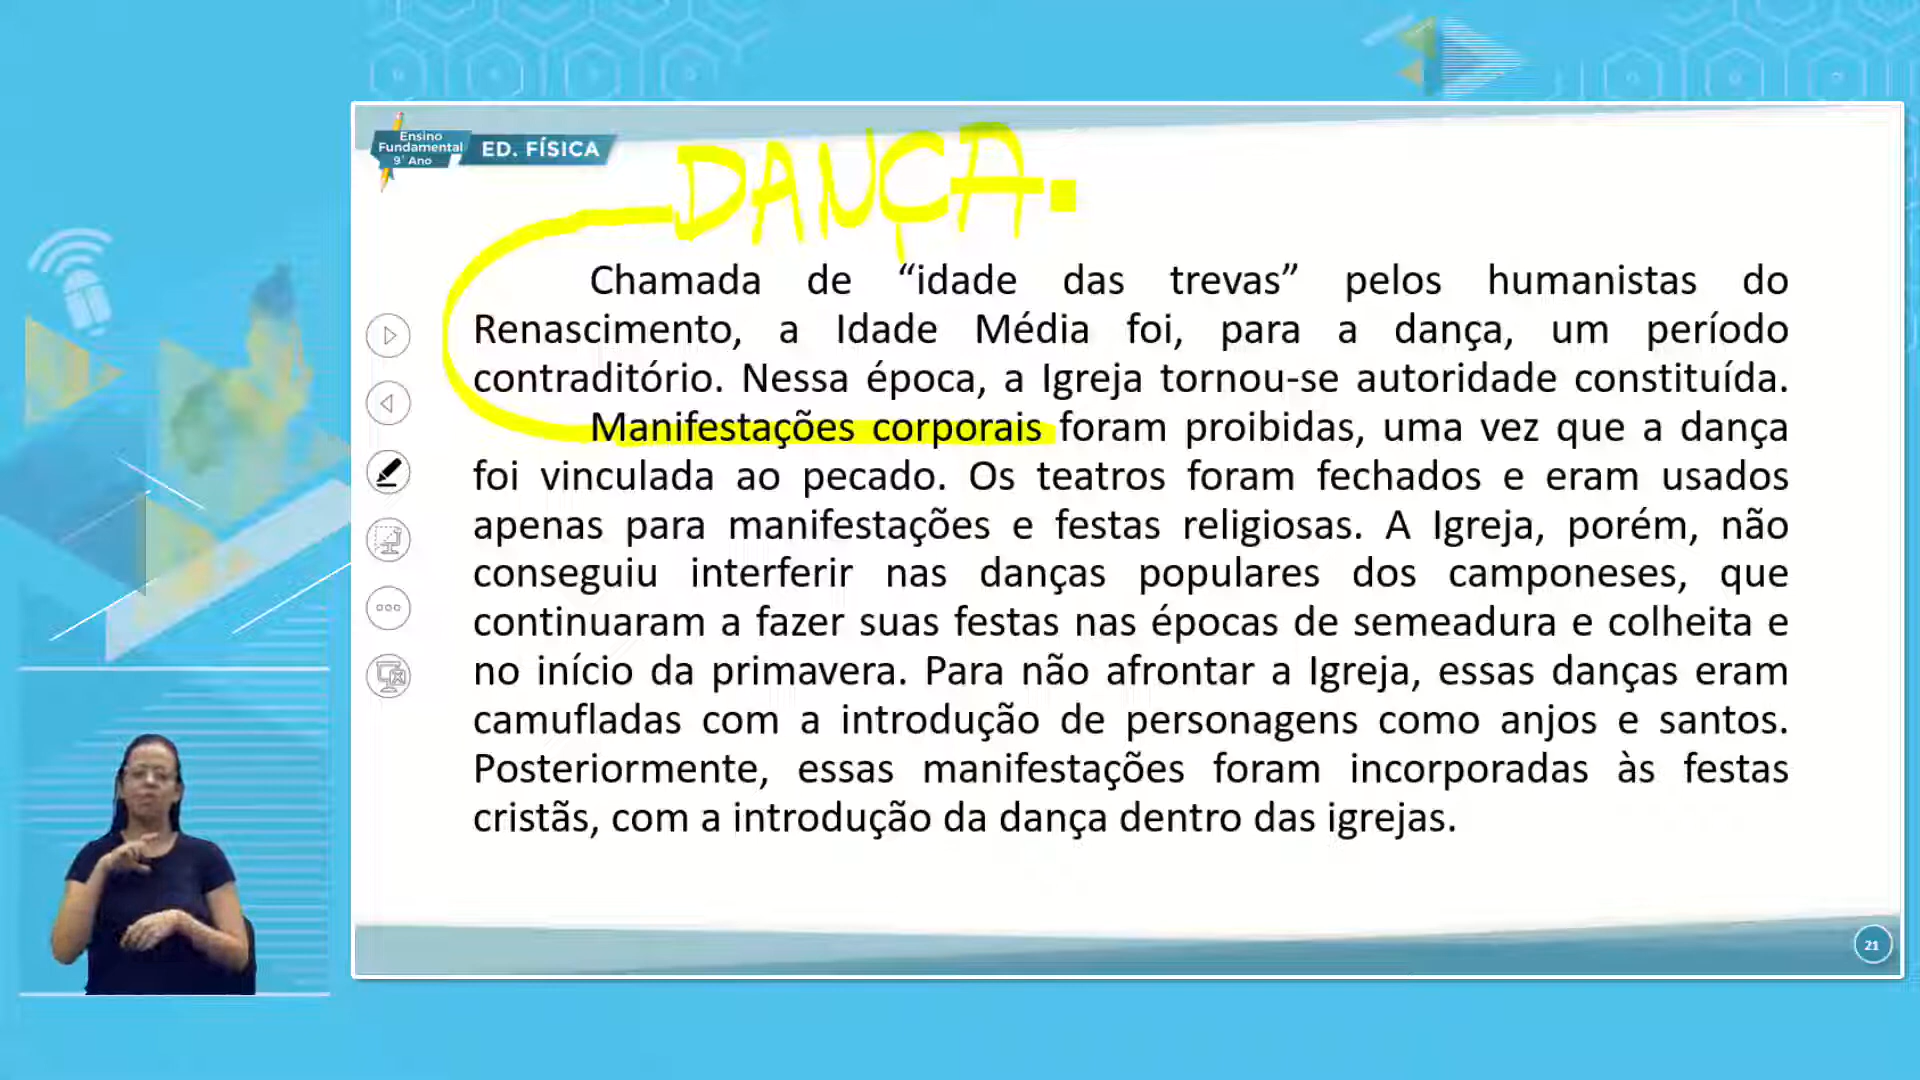 Ensino
Fundamental
9° Ano
ED. FÍSICA
DANÇA.
Chamada de “idade das trevas” pelos humanistas do
Renascimento, a Idade Média foi, para a dança, um período
contraditório. Nessa época, a Igreja tornou-se autoridade constituída.
Manifestações corporais foram proibidas, uma vez que a dança
foi vinculada ao pecado. Os teatros foram fechados e eram usados
apenas para manifestações e festas religiosas. A Igreja, porém, não
conseguiu interferir nas danças populares dos camponeses, que
continuaram a fazer suas festas nas épocas de semeadura e colheita e
no início da primavera. Para não afrontar a Igreja, essas danças eram
camufladas com a introdução de personagens como anjos e santos.
Posteriormente, essas manifestações foram incorporadas às festas
cristãs, com a introdução da dança dentro das igrejas.
21